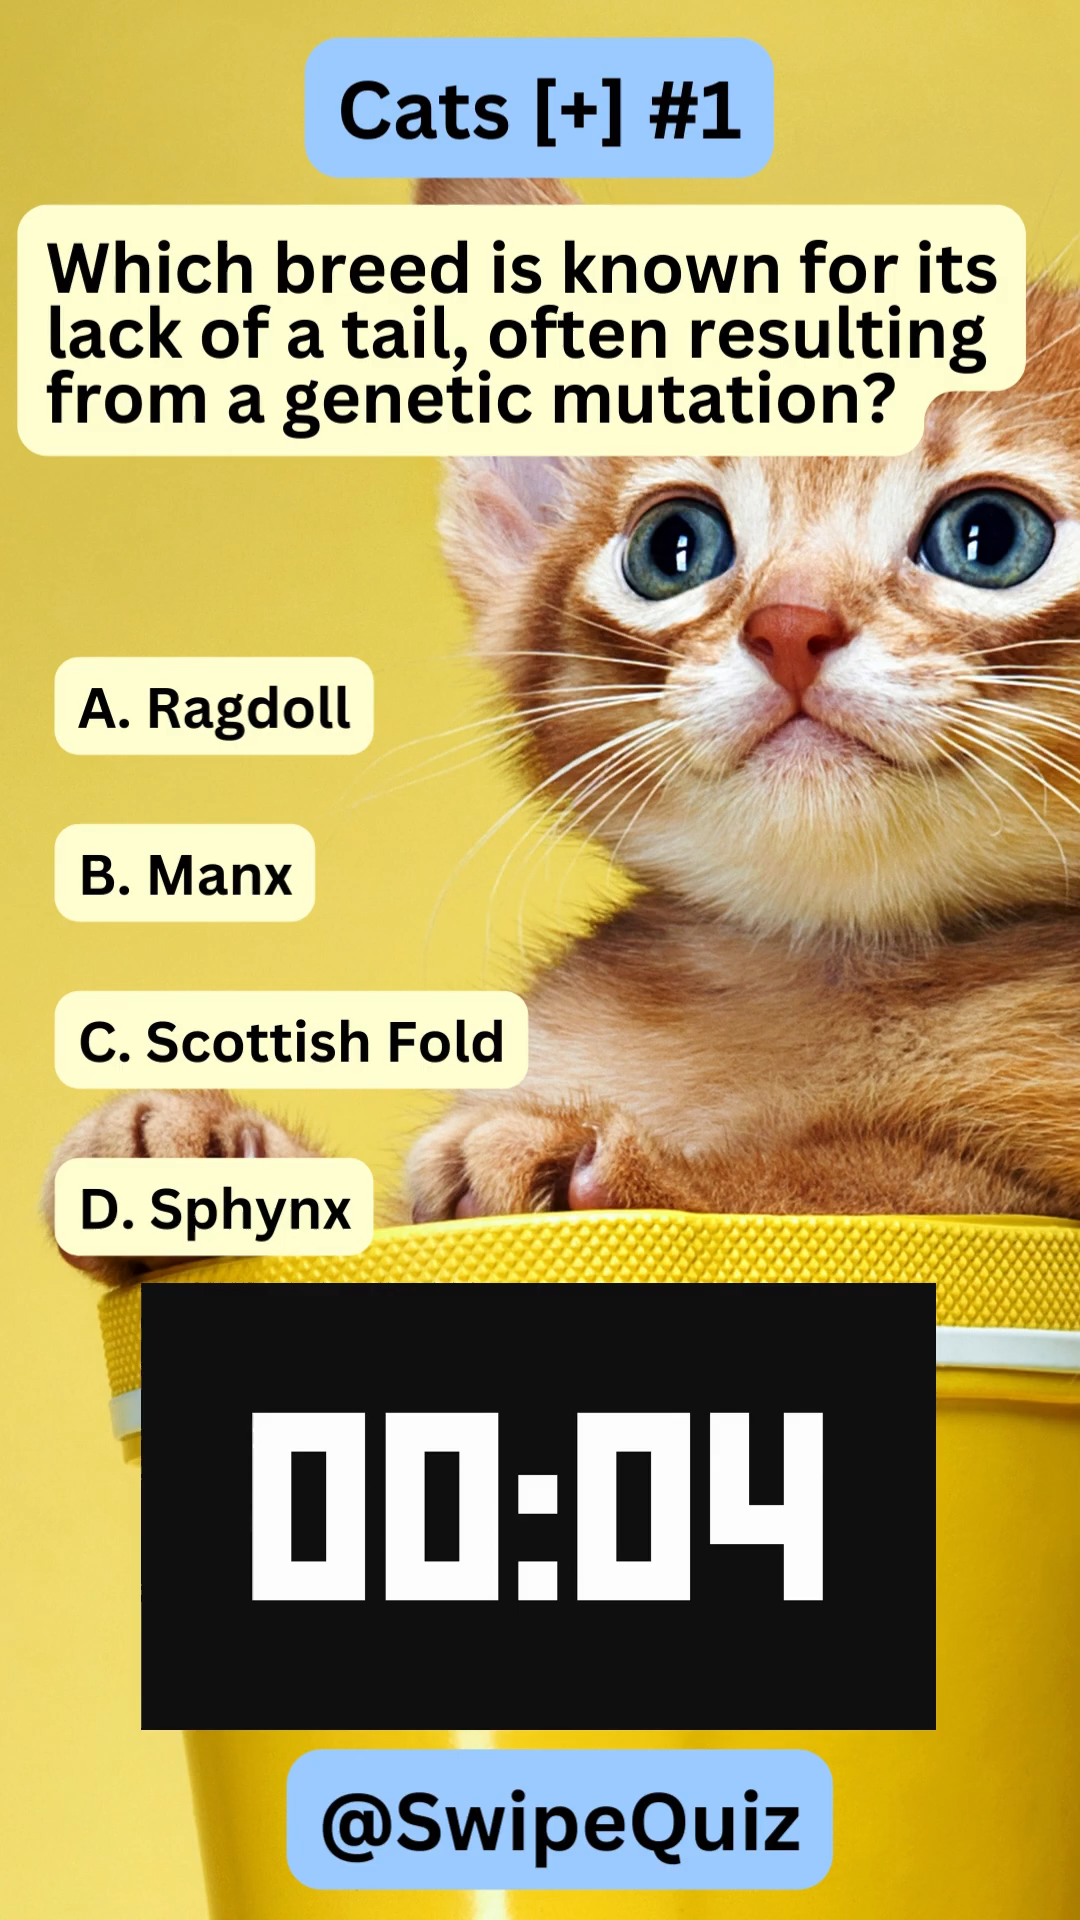 Cats [+] #1
Which breed is known for its
lack of a tail, often resulting
from a genetic mutation?
A. Ragdoll
B. Manx
C. Scottish Fold
D. Sphynx
00:04
@SwipeQuiz